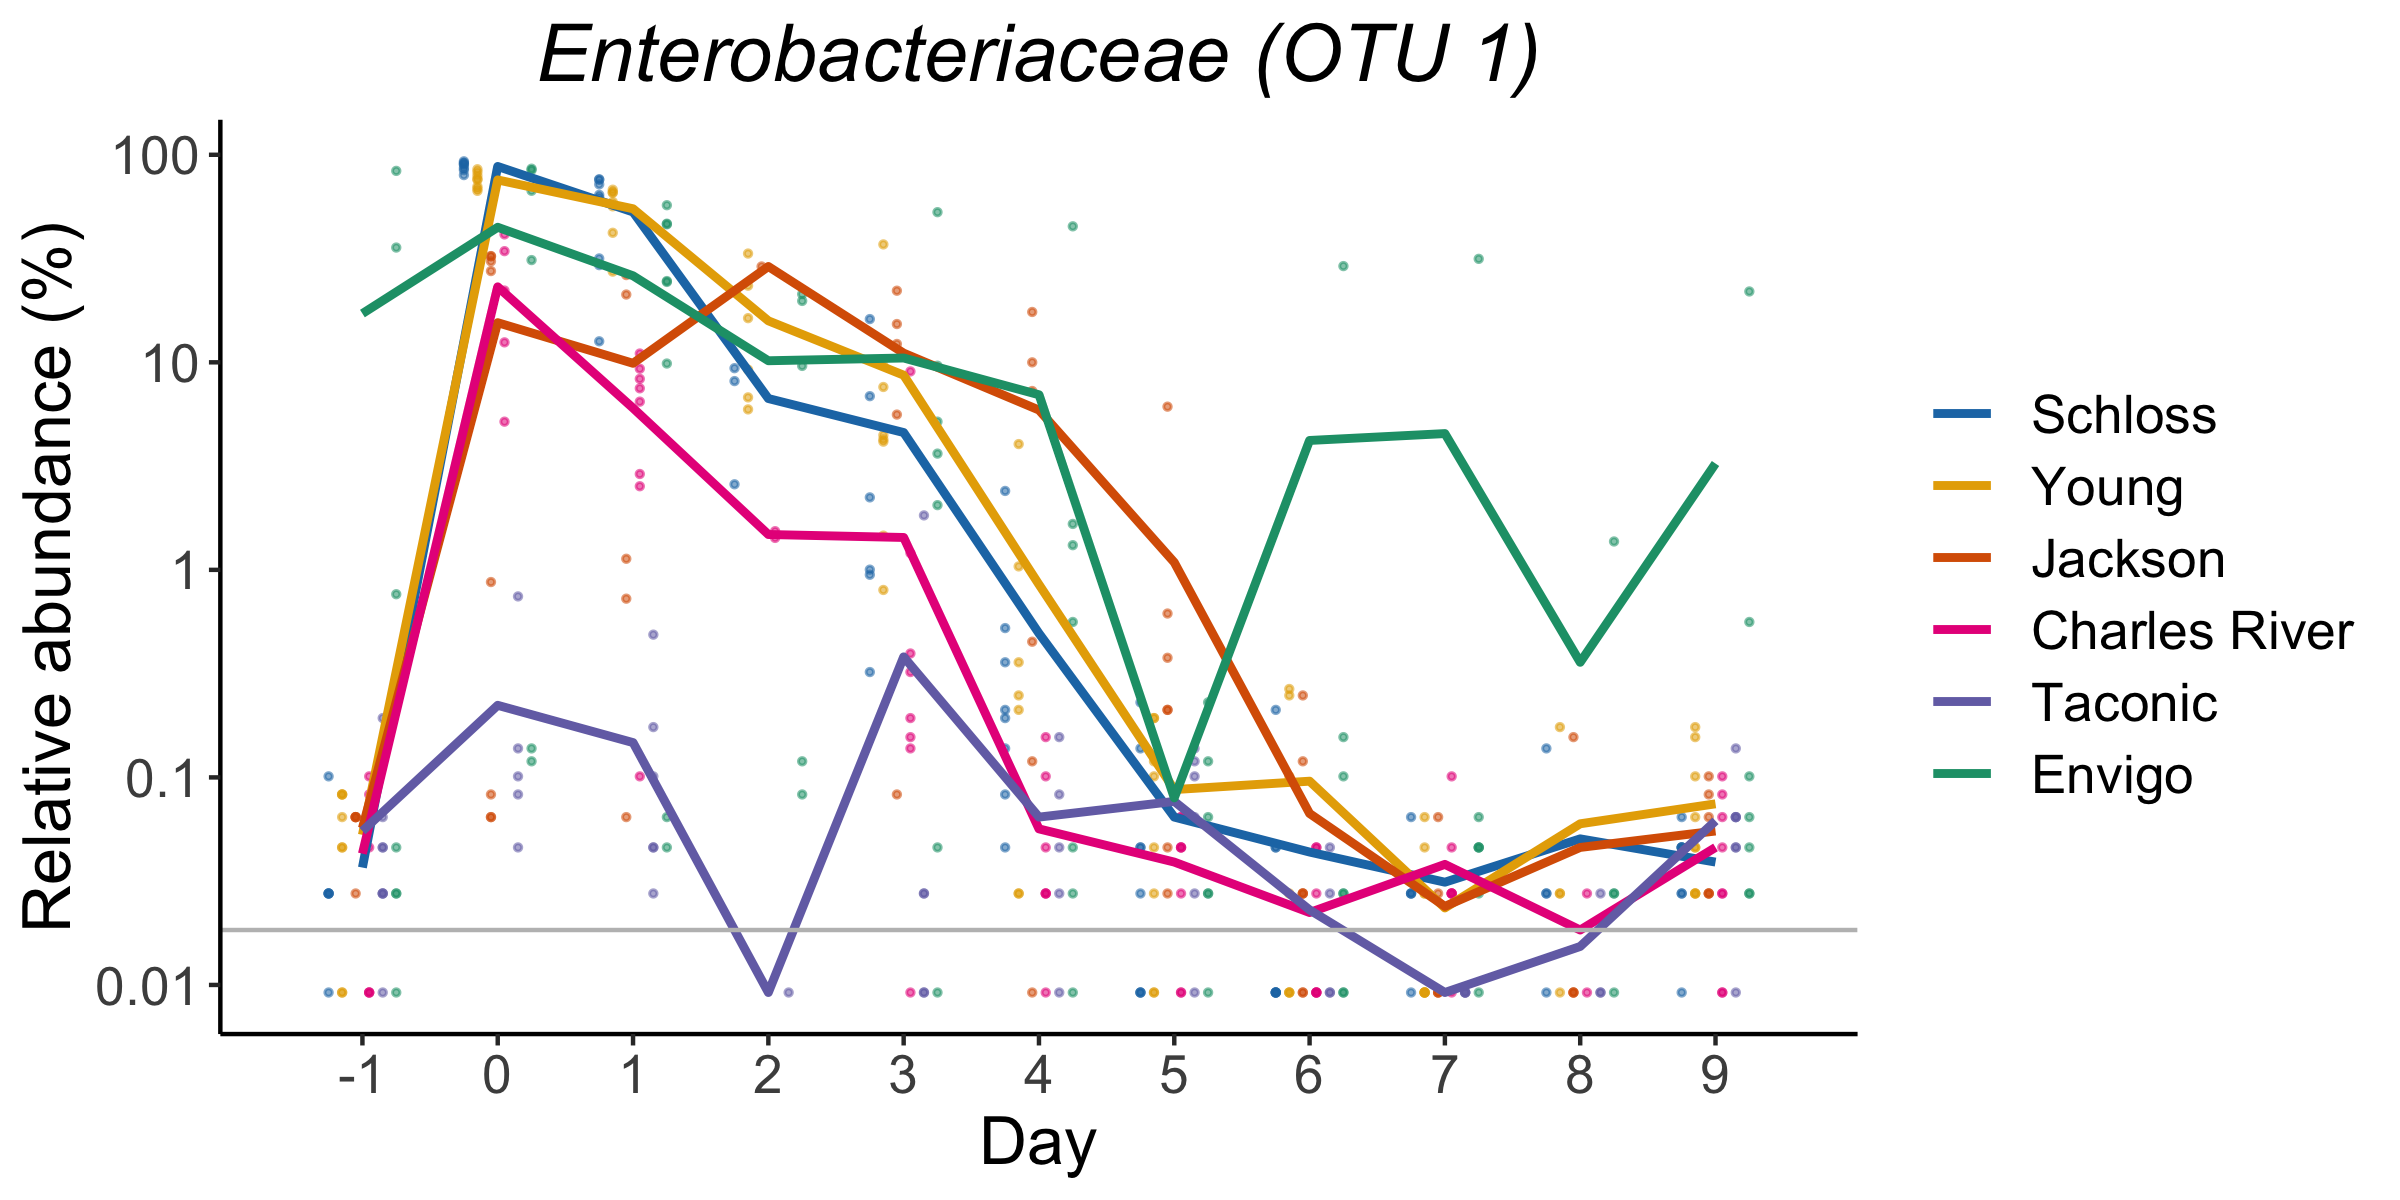 Enterobacteriaceae (OTU 1)
Relative abundance (%)
100
10
1
0.1
0.01
-1 0 1 2 3 4 5 6 7 8 9
Day
Schloss
Young
Jackson
Charles River
Taconic
Envigo